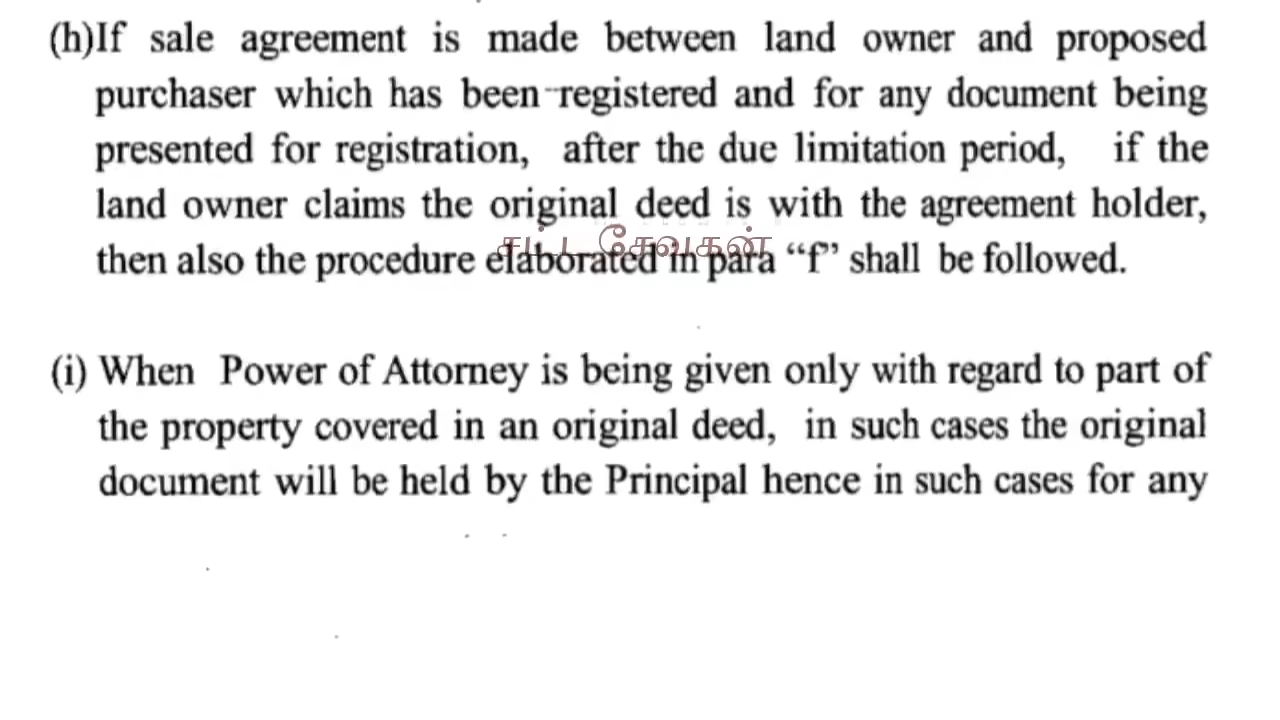 (h)If sale agreement is made between land owner and proposed
purchaser which has been registered and for any document being
presented for registration, after the due limitation period, if the
land owner claims the original deed is with the agreement holder,
சட்ட சேவகன்
then also the procedure elaborated in para “f” shall be followed.
(i) When Power of Attorney is being given only with regard to part of
the property covered in an original deed, in such cases the original
document will be held by the Principal hence in such cases for any